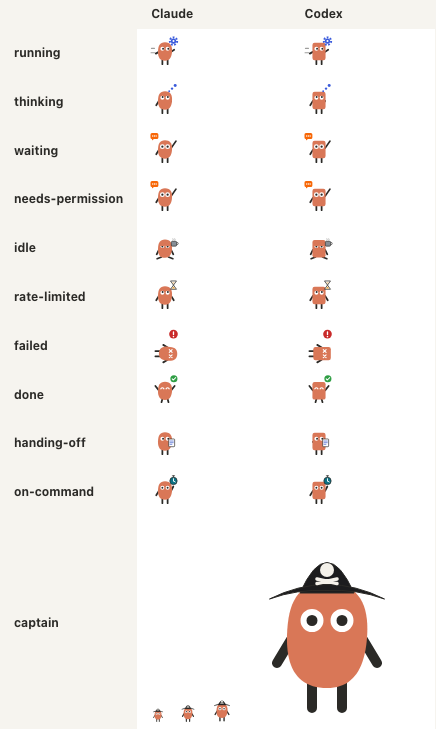 Claude Codex
running
thinking
waiting
needs-permission
idle
rate-limited
failed
done
handing-off
on-command
captain